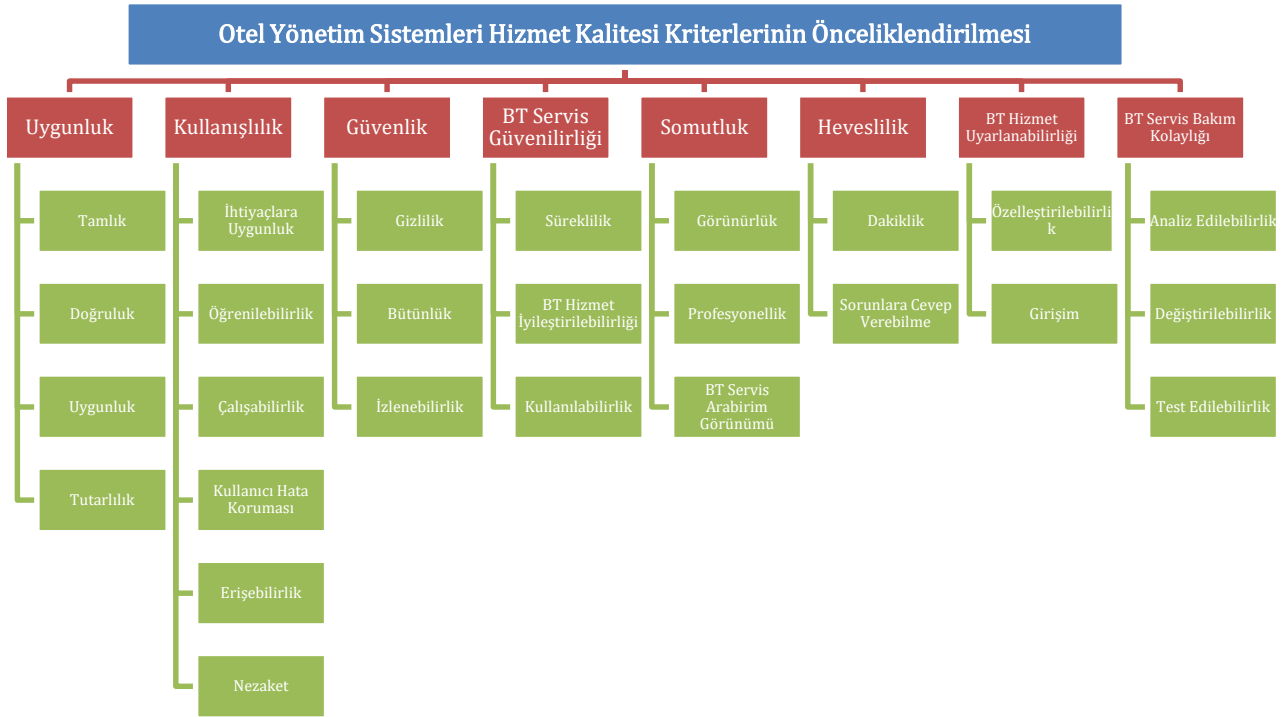 Otel Yönetim Sistemleri Hizmet Kalitesi Kriterlerinin Önceliklendirilmesi
Uygunluk
Tamlık
Doğruluk
Uygunluk
Tutarlılık
Kullanışlılık
İhtiyaçlara
Uygunluk
Öğrenilebilirlik
Çalışabilirlik
Kullanıcı Hata
Koruması
Erişebilirlik
Nezaket
Güvenlik
Gizlilik
Bütünlük
İzlenebilirlik
BT Servis
Güvenilirliği
Süreklilik
BT Hizmet
İyileştirilebilirliği
Kullanılabilirlik
Somutluk
Görünürlük
Profesyonellik
BT Servis
Arabirim
Görünümü
Heveslilik
Dakiklik
Sorunlara Cevep
Verebilme
BT Hizmet
Uyarlanabilirliği
Özelleştirilebilirli
k
Girişim
BT Servis Bakım
Kolaylığı
Analiz Edilebilirlik
Değiştirilebilirlik
Test Edilebilirlik